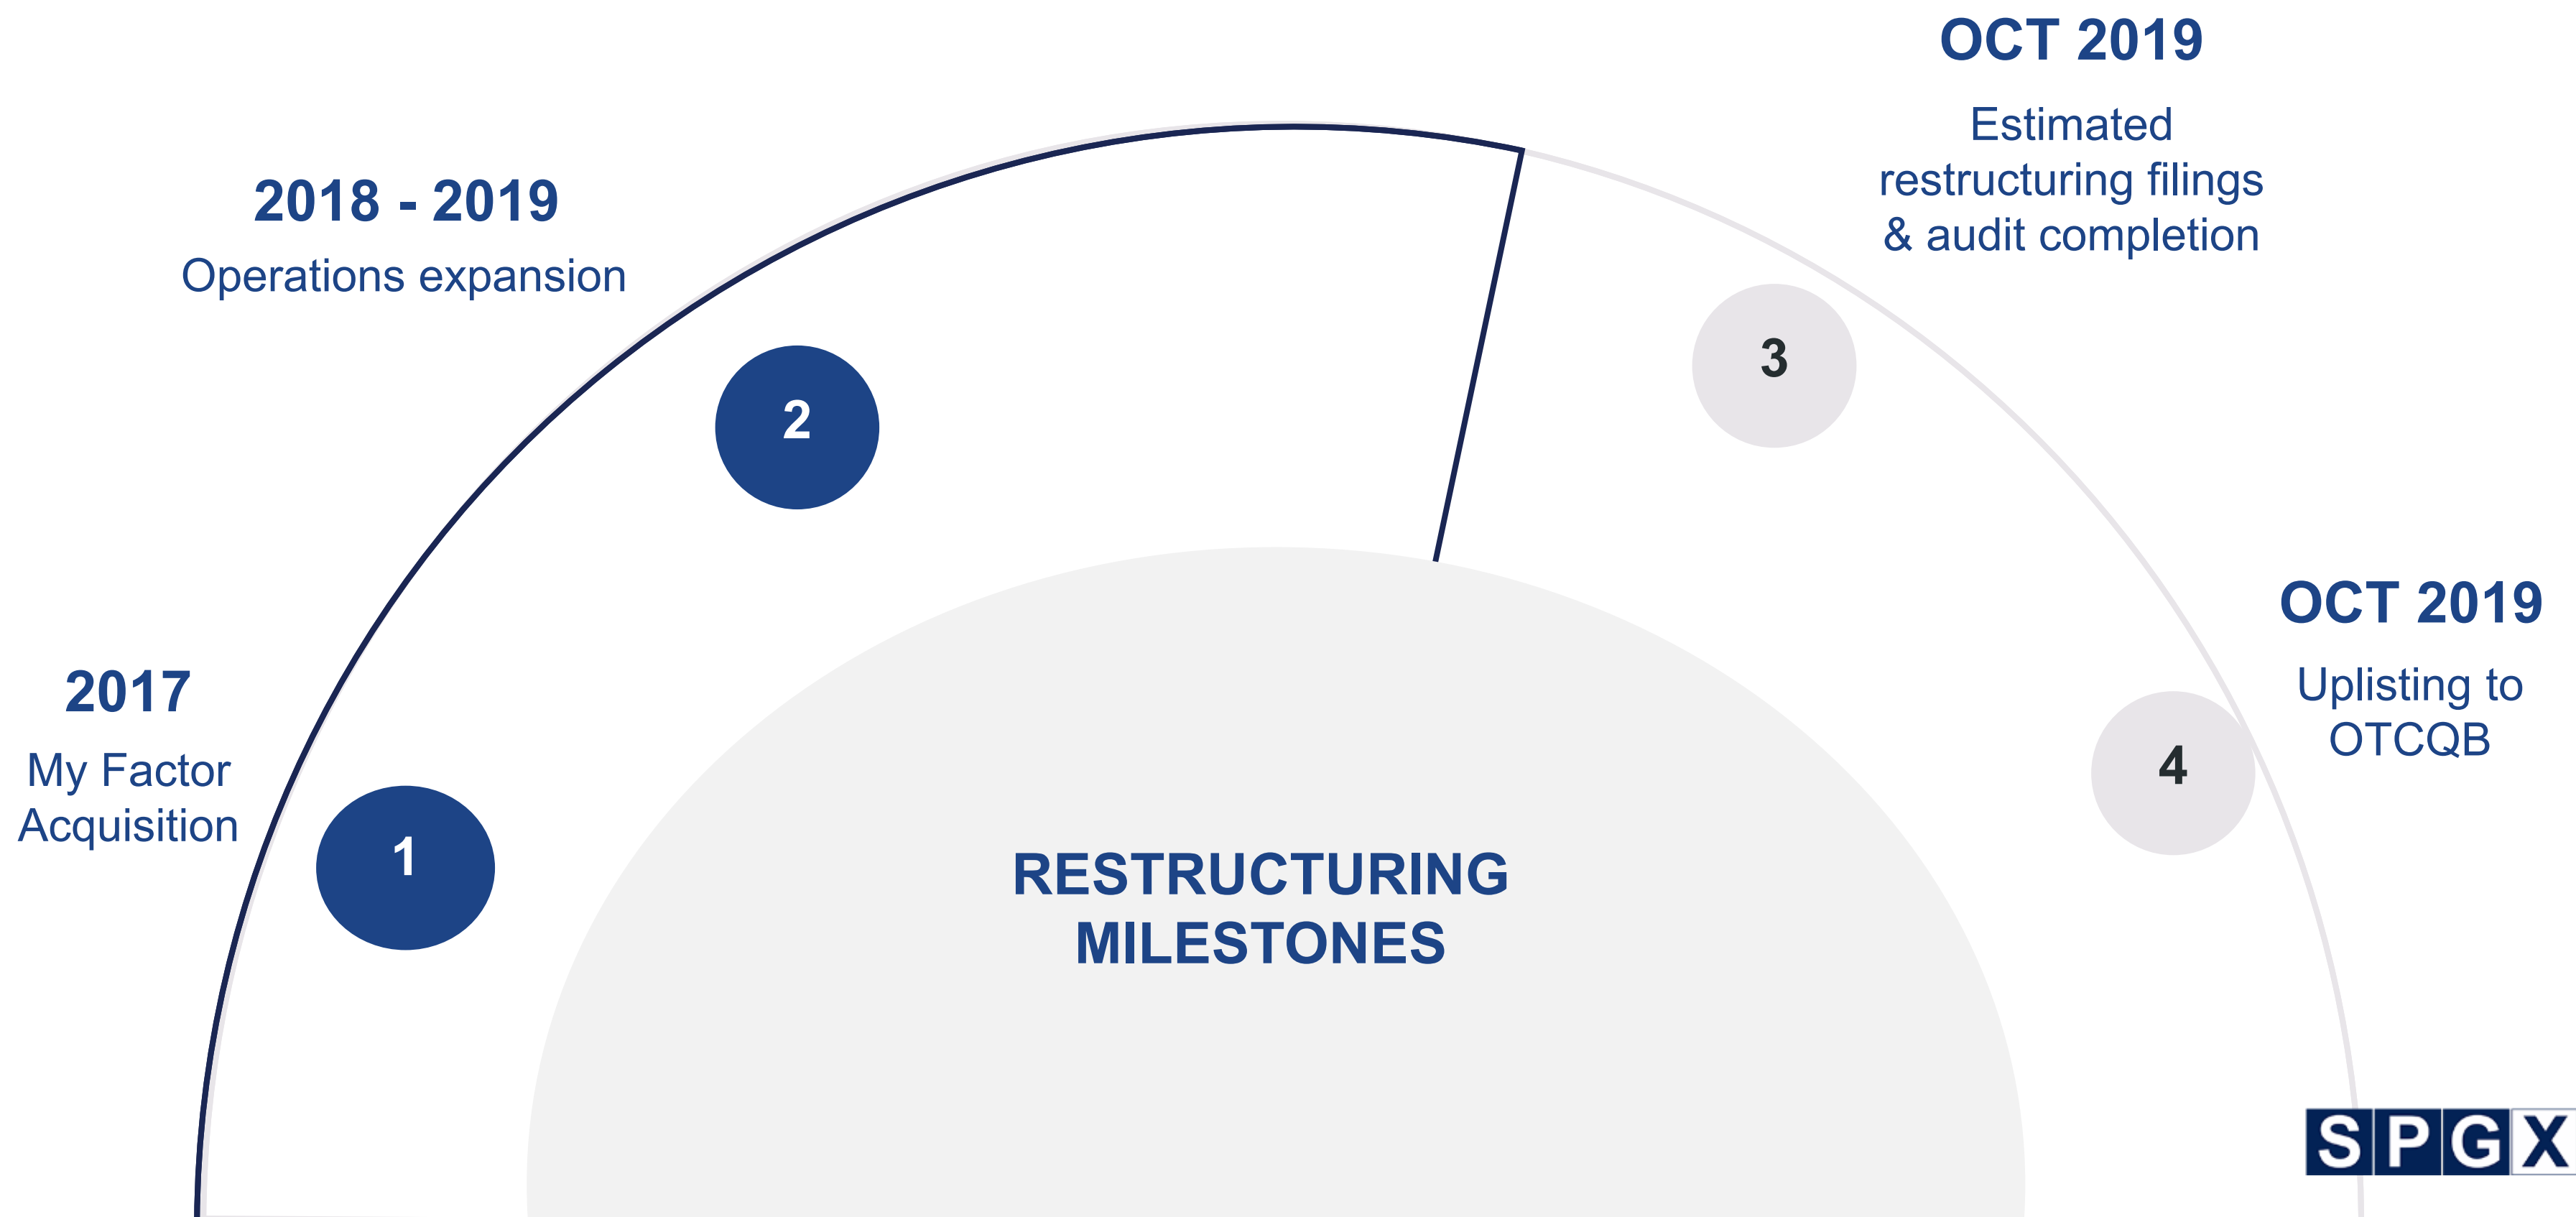 2017
My Factor
Acquisition
1
2018 - 2019
Operations expansion
2
OCT 2019
Estimated
restructuring filings
& audit completion
3
OCT 2019
Uplisting to
OTCQB
4
RESTRUCTURING
MILESTONES
SPGX